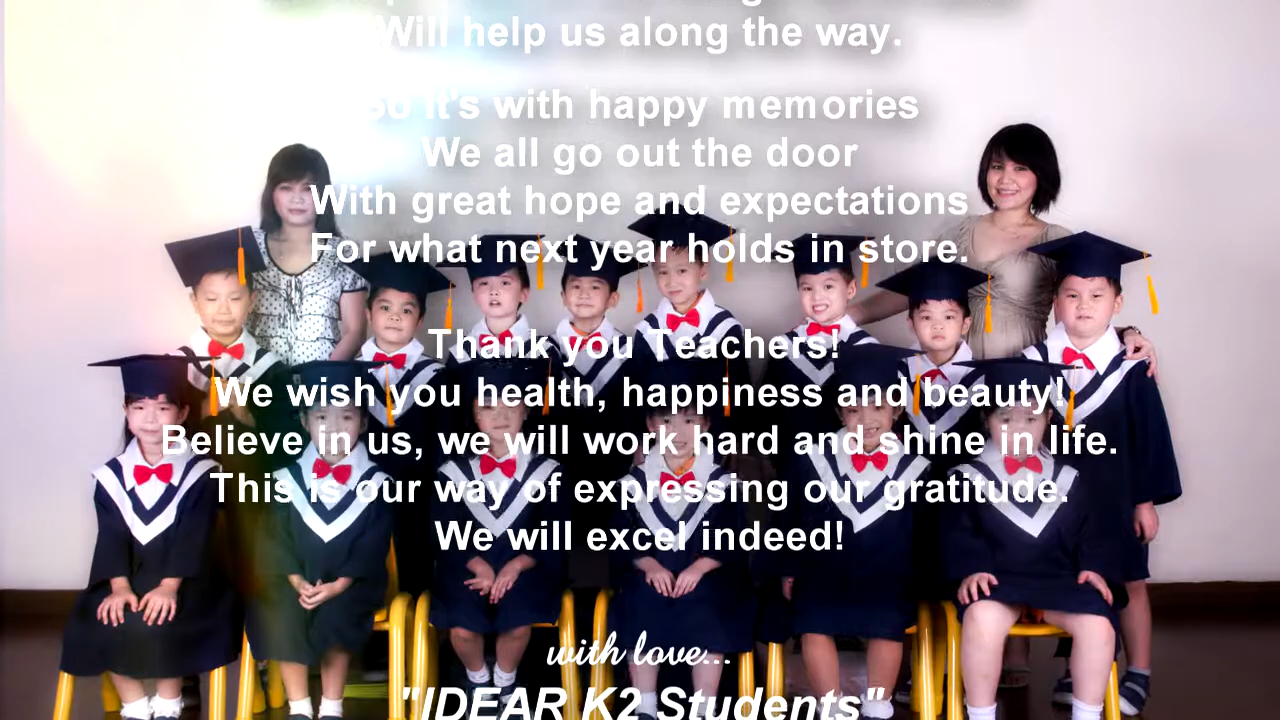 Will help us along the way.
So it's with happy memories
We all go out the door
With great hope and expectations
For what next year holds in store.
Thank you Teachers!
We wish you health, happiness and beauty!
Believe in us, we will work hard and shine in life.
This is our way of expressing our gratitude.
We will excel indeed!
with love...
"IDEAR K2 Students"